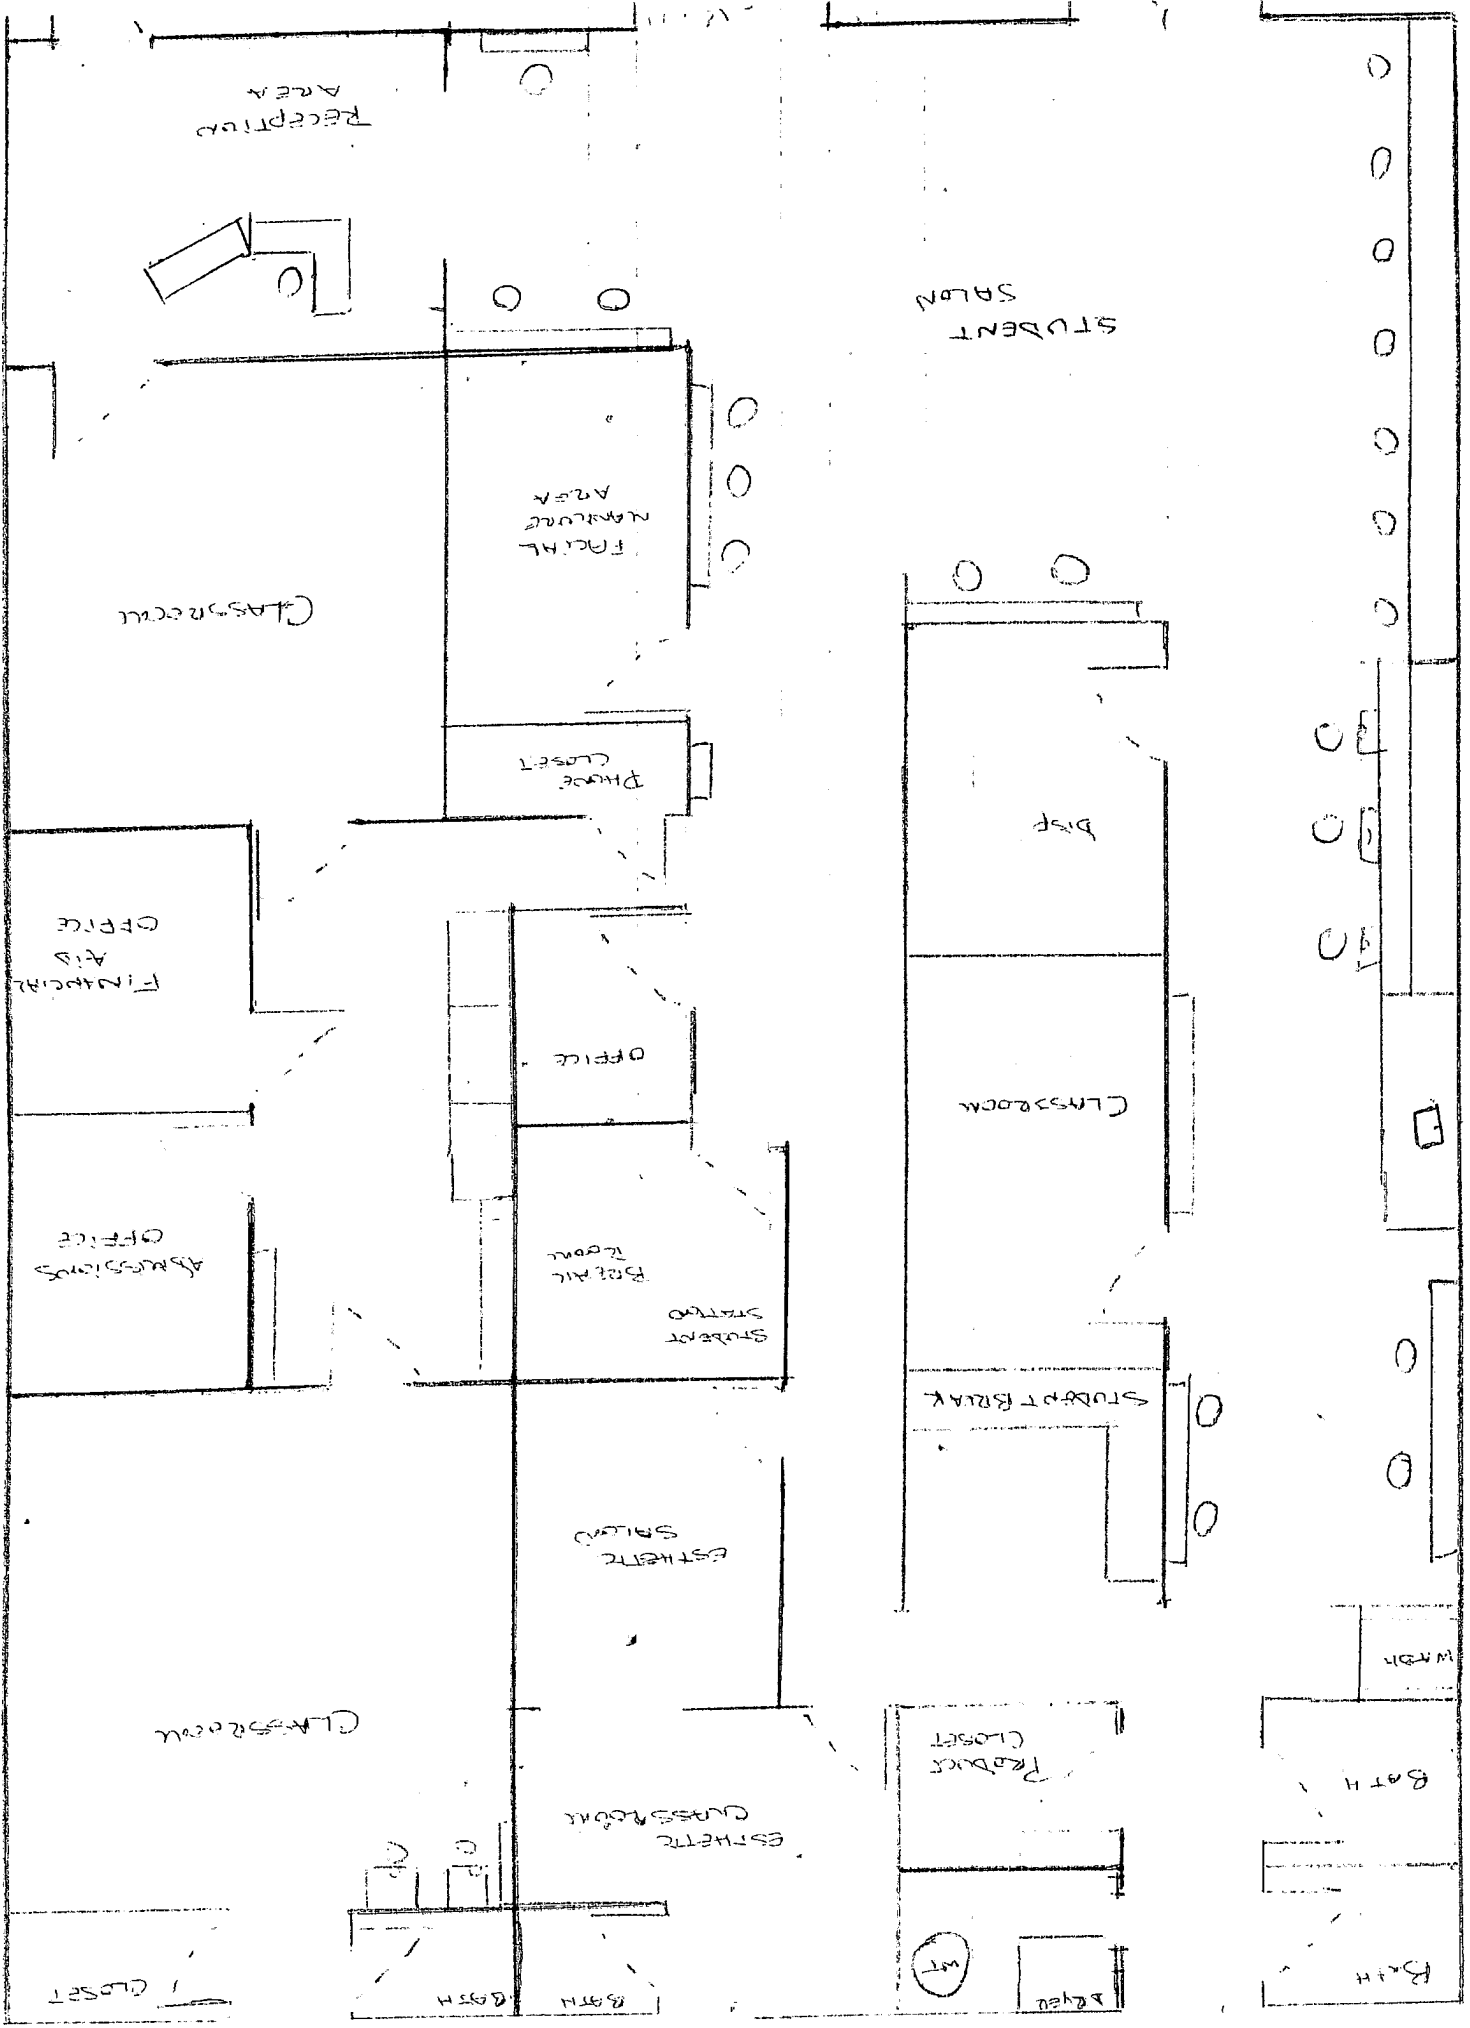 BATH
DRYER
WT
BATH
BATH
CLOSET
BATH
PRODUCT
CLOSET
ESTHETIC
CLASSROOM
CLASSROOM
WASH
ESTHETIC
SALON
STUDENT BREAK
STUDENT
BREAK
ROOM
ADMISSIONS
OFFICE
CLASSROOM
OFFICE
FINANCIAL
AID
OFFICE
DISP
PHONE
CLOSET
CLASSROOM
FACIAL
MANICURE
AREA
STUDENT
SALON
RECEPTION
AREA